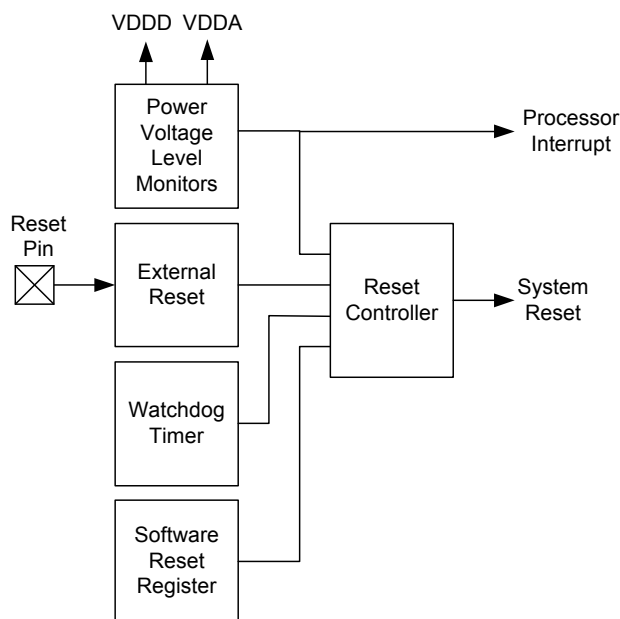 VDDD VDDA
Power
Voltage
Level
Monitors
Processor
Interrupt
Reset
Pin
External
Reset
Reset
Controller
System
Reset
Watchdog
Timer
Software
Reset
Register